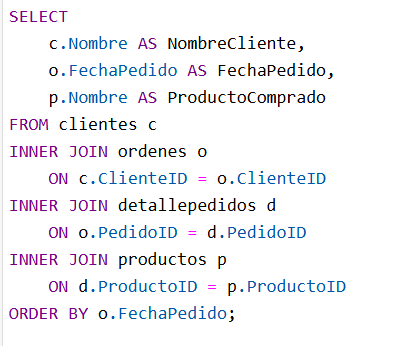 SELECT
    c.Nombre AS NombreCliente,
    o.FechaPedido AS FechaPedido,
    p.Nombre AS ProductoComprado
FROM clientes c
INNER JOIN ordenes o
    ON c.ClienteID = o.ClienteID
INNER JOIN detallepedidos d
    ON o.PedidoID = d.PedidoID
INNER JOIN productos p
    ON d.ProductoID = p.ProductoID
ORDER BY o.FechaPedido;